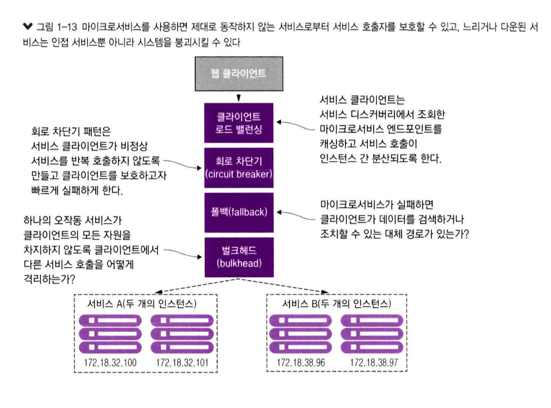 그림 1-13 마이크로서비스를 사용하면 제대로 동작하지 않는 서비스로부터 서비스 호출자를 보호할 수 있고, 느리거나 다운된 서
비스는 인접 서비스뿐 아니라 시스템을 붕괴시킬 수 있다
웹 클라이언트
클라이언트
로드 밸런싱
서비스 클라이언트는
서비스 디스커버리에서 조회한
마이크로서비스 엔드포인트를
캐싱하고 서비스 호출이
인스턴스 간 분산되도록 한다.
회로 차단기 패턴은
서비스 클라이언트가 비정상
서비스를 반복 호출하지 않도록
만들고 클라이언트를 보호하고자
빠르게 실패하게 한다.
회로 차단기
(circuit breaker)
폴백(fallback)
마이크로서비스가 실패하면
클라이언트가 데이터를 검색하거나
조치할 수 있는 대체 경로가 있는가?
하나의 오작동 서비스가
클라이언트의 모든 자원을
차지하지 않도록 클라이언트에서
다른 서비스 호출을 어떻게
격리하는가?
벌크헤드
(bulkhead)
서비스 A(두 개의 인스턴스)
172.18.32.100
172.18.32.101
서비스 B(두 개의 인스턴스)
172.18.38.96
172.18.38.97